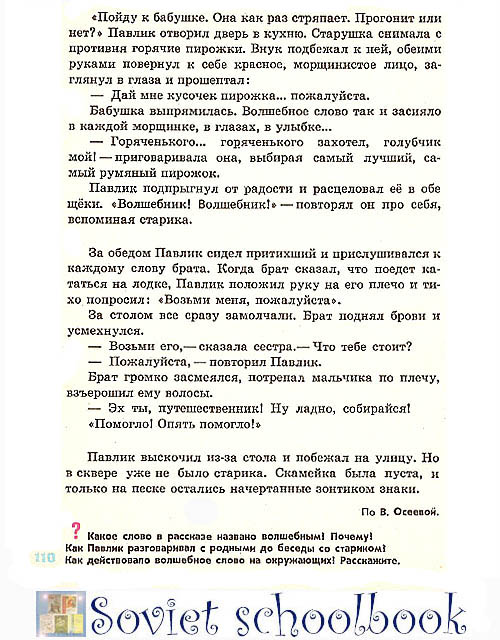 «Пойду к бабушке. Она как раз стряпает. Прогонит или
нет?» Павлик отворил дверь в кухню. Старушка снимала с
противня горячие пирожки. Внук подбежал к ней, обеими
руками повернул к себе красное, морщинистое лицо, за-
глянул в глаза и прошептал:
— Дай мне кусочек пирожка... пожалуйста.
Бабушка выпрямилась. Волшебное слово так и засияло
в каждой морщинке, в глазах, в улыбке...
— Горяченького... горяченького захотел, голубчик
мой! — приговаривала она, выбирая самый лучший, са-
мый румяный пирожок.
Павлик подпрыгнул от радости и расцеловал её в обе
щёки. «Волшебник! Волшебник!» — повторял он про себя,
вспоминая старика.
За обедом Павлик сидел притихший и прислушивался к
каждому слову брата. Когда брат сказал, что поедет ка-
таться на лодке, Павлик положил руку на его плечо и ти-
хо попросил: «Возьми меня, пожалуйста».
За столом все сразу замолчали. Брат поднял брови и
усмехнулся.
— Возьми его,— сказала сестра.— Что тебе стоит?
— Пожалуйста, — повторил Павлик.
Брат громко засмеялся, потрепал мальчика по плечу,
взъерошил ему волосы.
— Эх ты, путешественник! Ну ладно, собирайся!
«Помогло! Опять помогло!»
Павлик выскочил из-за стола и побежал на улицу. Но
в сквере уже не было старика. Скамейка была пуста, и
только на песке остались начертанные зонтиком знаки.
По В. Осеевой.
? Какое слово в рассказе названо волшебным? Почему?
Как Павлик разговаривал с родными до беседы со стариком?
110 Как действовало волшебное слово на окружающих? Расскажите.
Soviet schoolbook